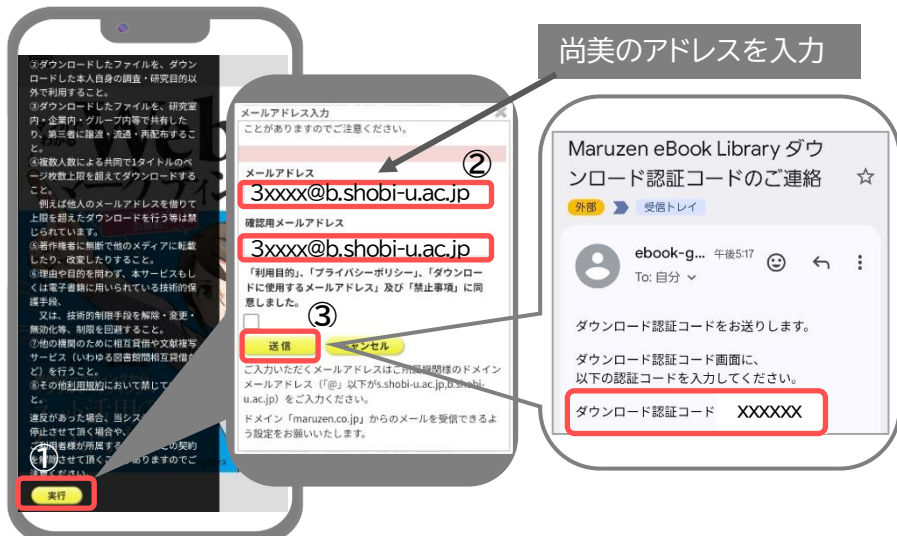 尚美のアドレスを入力
②ダウンロードしたファイルを、ダウン
ロードした本人自身の調査・研究目的以
外で利用すること。
③ダウンロードしたファイルを、研究室
内・企業内・グループ内等で共有した
り、第三者に譲渡・流通・再配布するこ
と。
④複数人数による共同で1タイトルのペ
ージ枚数上限を超えてダウンロードする
こと。
例えば他人のメールアドレスを借りて
上限を超えたダウンロードを行う等は禁
じられています。
⑤著作権者に無断で他のメディアに転載
したり、改変したりすること。
⑥理由や目的を問わず、本サービスもし
くは電子書籍に用いられている技術的保
護手段、
又は、技術的制限手段を解除・変更・
無効化等、制限を回避すること。
⑦他の機関のために相互貸借や文献複写
サービス（いわゆる図書館間相互貸借な
ど）を行うこと。
⑧その他利用規約において禁じて
と。
違反があった場合、当シス
停止させて頂く場合や、
ご利用者様が所属する この契約
を解除させて頂く ありますのでご
注意ください。
①
実行
メールアドレス入力
ことがありますのでご注意ください。
②
メールアドレス
3xxxx@b.shobi-u.ac.jp
確認用メールアドレス
3xxxx@b.shobi-u.ac.jp
「利用目的」、「プライバシーポリシー」、「ダウンロー
ドに使用するメールアドレス」及び「禁止事項」に同
意しました。
③
送信 キャンセル
ご入力いただくメールアドレスはご所属機関様のドメイン
メールアドレス（「@」以下がs.shobi-u.ac.jp,b.shobi-
u.ac.jp）をご入力ください。
ドメイン「maruzen.co.jp」からのメールを受信できるよ
う設定をお願いいたします。
Maruzen eBook Library ダウ
ンロード認証コードのご連絡
外部 受信トレイ
ebook-g... 午後5:17
To: 自分
ダウンロード認証コードをお送りします。
ダウンロード認証コード画面に、
以下の認証コードを入力してください。
ダウンロード認証コード XXXXXX